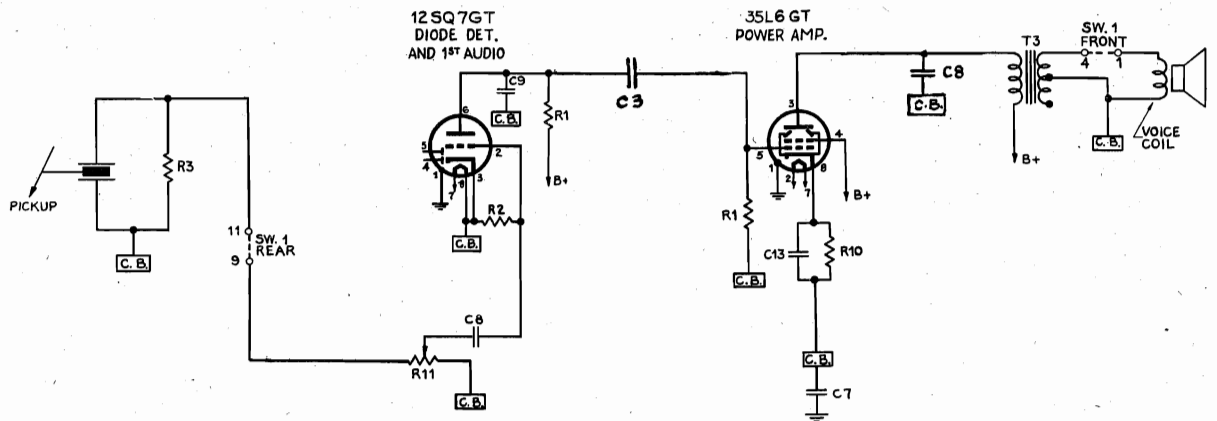 12SQ7GT
DIODE DET.
AND 1ST AUDIO
35L6 GT
POWER AMP.
SW. 1
FRONT
T3
4
1
C9
C3
C8
C.B.
C.B.
R1
6
3
PICKUP
R3
5
4
1
7
8
3
2
B+
5
1
2
7
8
4
B+
B+
C.B.
VOICE
COIL
R2
C.B.
R1
C.B.
11
SW. 1
REAR
9
C.B.
C13
R10
C8
R11
C.B.
C.B.
C7